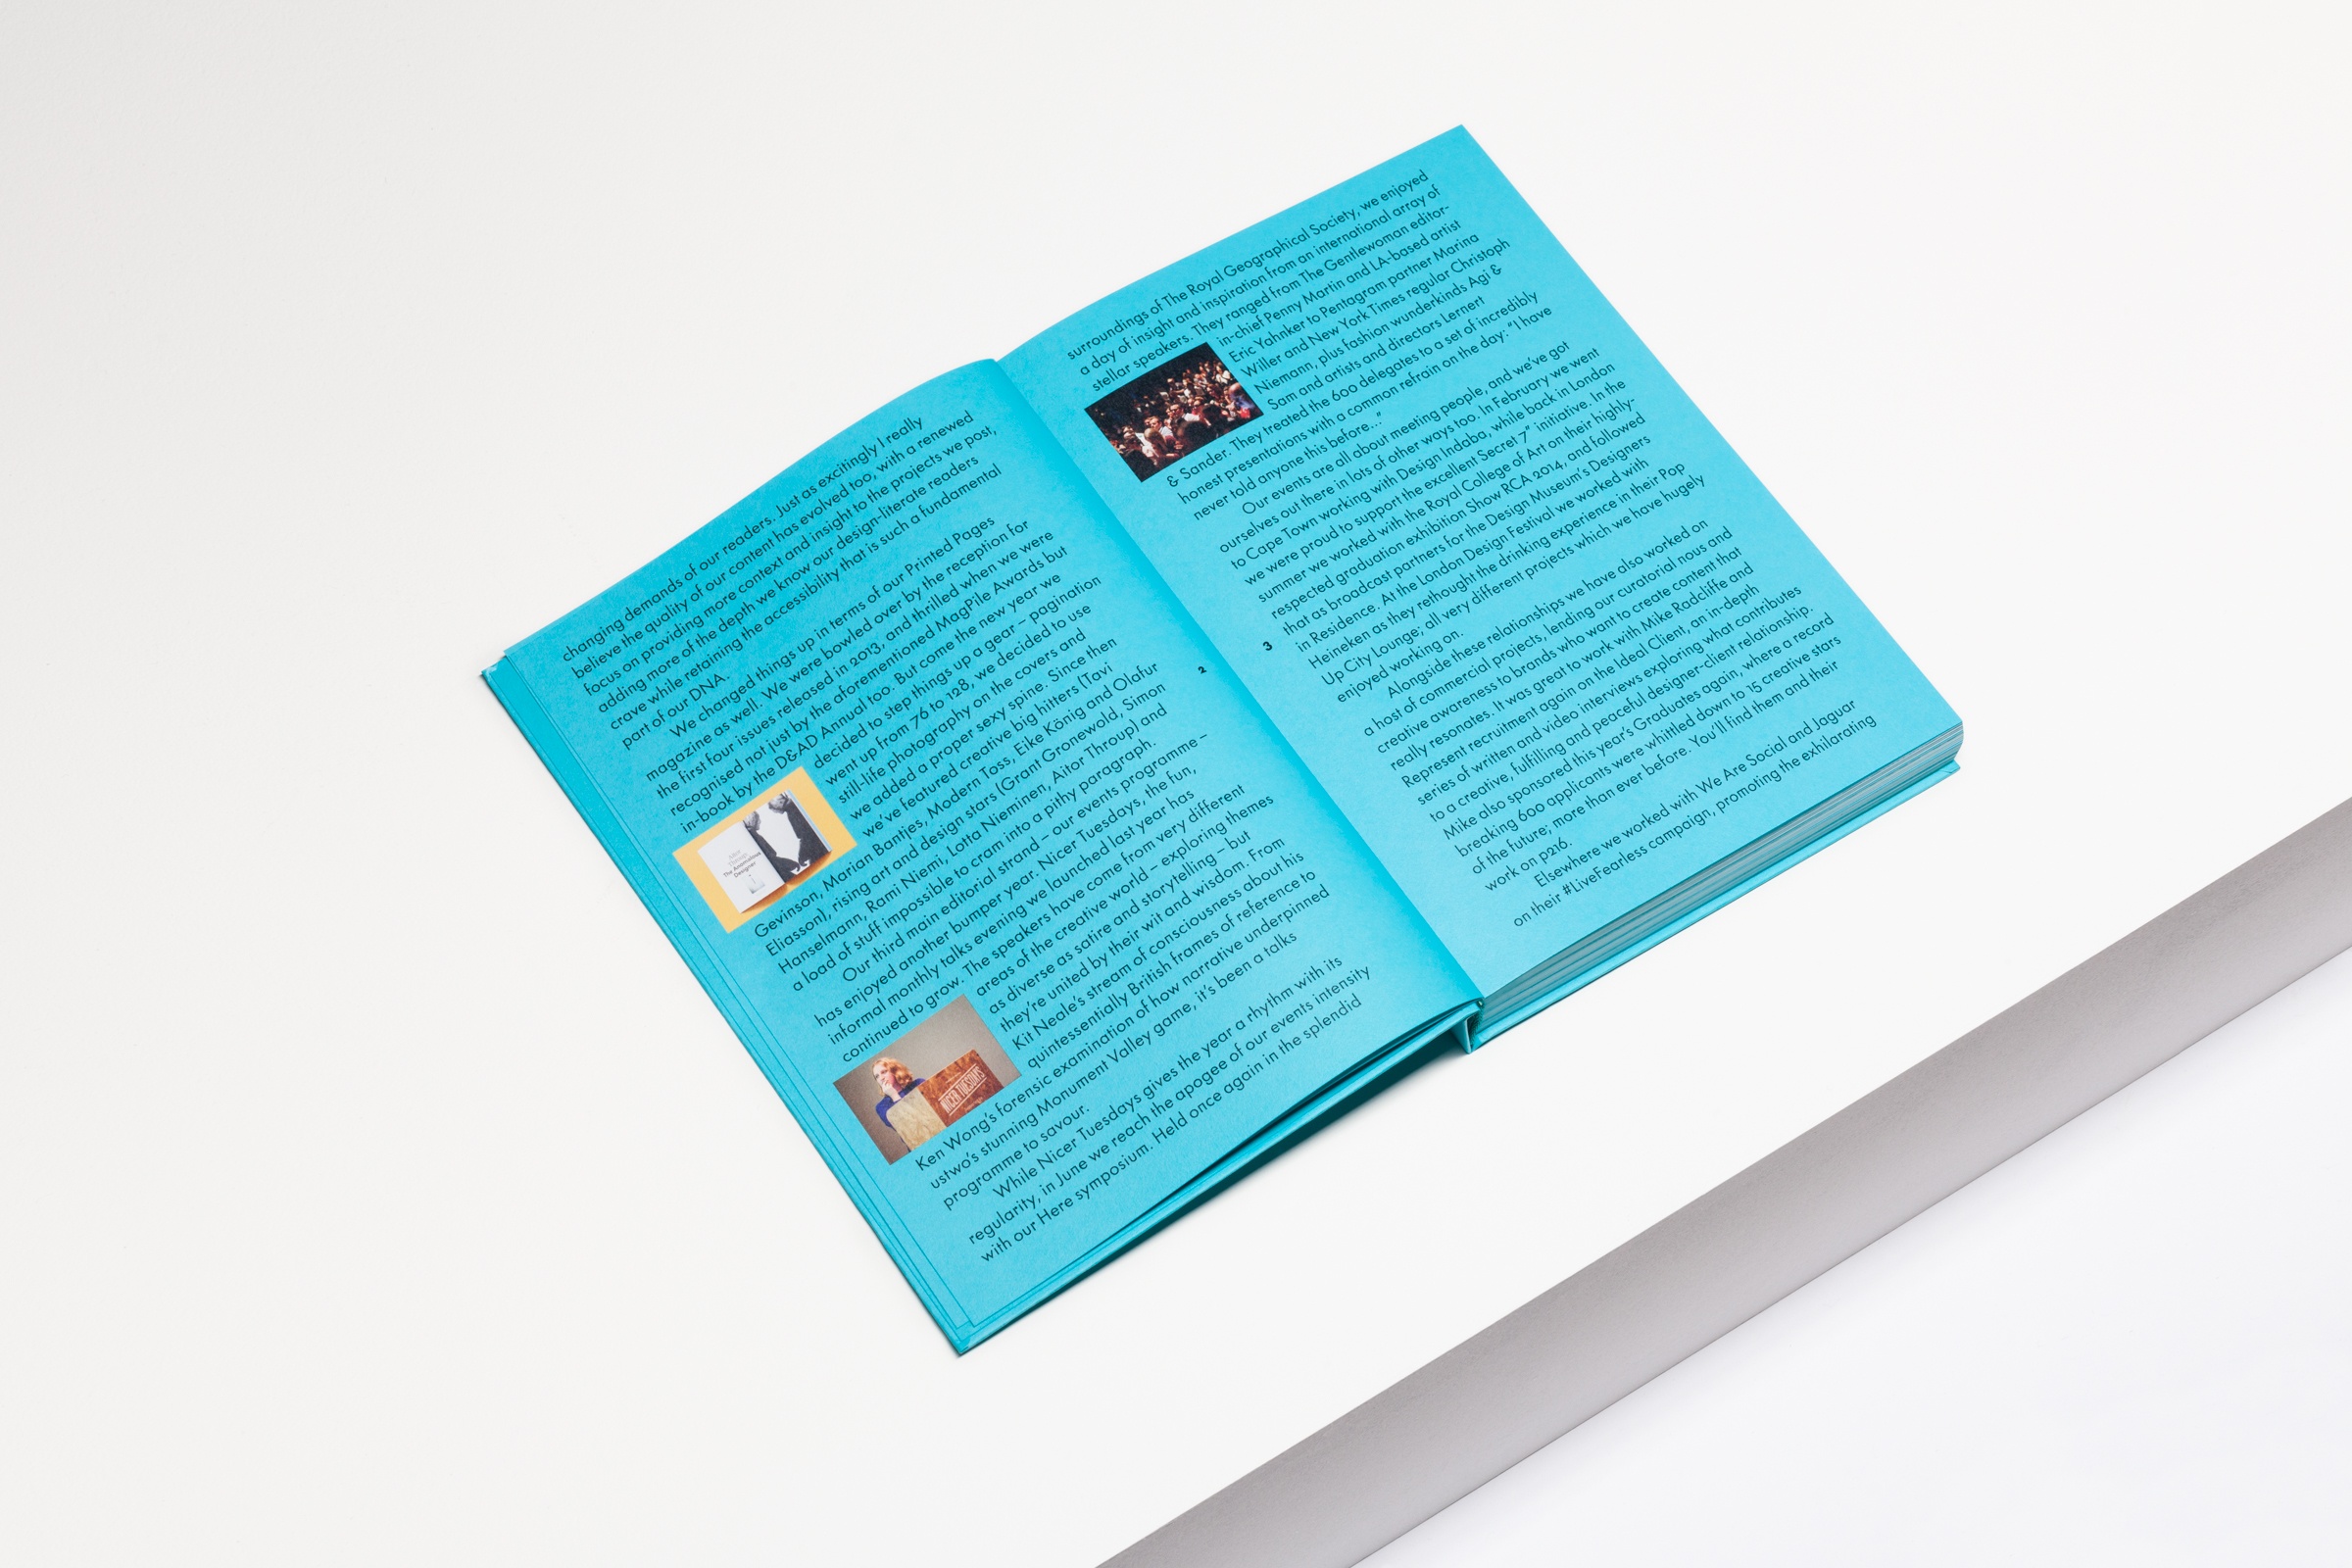 changing demands of our readers. Just as excitingly I really
believe the quality of our content has evolved too, with a renewed
focus on providing more context and insight to the projects we post,
adding more of the depth we know our design-literate readers
crave while retaining the accessibility that is such a fundamental
part of our DNA.
We changed things up in terms of our Printed Pages
magazine as well. We were bowled over by the reception for
the first four issues released in 2013, and thrilled when we were
recognised not just by the aforementioned MagPile Awards but
in-book by the D&AD Annual too. But come the new year we
decided to step things up a gear – pagination
went up from 76 to 128, we decided to use
still-life photography on the covers and
we added a proper sexy spine. Since then
we've featured creative big hitters (Tavi
Gevinson, Marian Bantjes, Modern Toss, Eike König and Olafur
Eliasson), rising art and design stars (Grant Gronewold, Simon
Hanselmann, Rami Niemi, Lotta Nieminen, Aitor Throup) and
a load of stuff impossible to cram into a pithy paragraph.
Our third main editorial strand – our events programme –
has enjoyed another bumper year. Nicer Tuesdays, the fun,
informal monthly talks evening we launched last year has
continued to grow. The speakers have come from very different
areas of the creative world – exploring themes
as diverse as satire and storytelling – but
they're united by their wit and wisdom. From
Kit Neale's stream of consciousness about his
quintessentially British frames of reference to
Ken Wong's forensic examination of how narrative underpinned
ustwo's stunning Monument Valley game, it's been a talks
programme to savour.
While Nicer Tuesdays gives the year a rhythm with its
regularity, in June we reach the apogee of our events intensity
with our Here symposium. Held once again in the splendid
The Anomalous
Designer
NICER TUESDAYS
2
3
surroundings of The Royal Geographical Society, we enjoyed
a day of insight and inspiration from an international array of
stellar speakers. They ranged from The Gentlewoman editor-
in-chief Penny Martin and LA-based artist
Eric Yahnker to Pentagram partner Marina
Willer and New York Times regular Christoph
Niemann, plus fashion wunderkinds Agi &
Sam and artists and directors Lernert
& Sander. They treated the 600 delegates to a set of incredibly
honest presentations with a common refrain on the day: "I have
never told anyone this before..."
Our events are all about meeting people, and we've got
ourselves out there in lots of other ways too. In February we went
to Cape Town working with Design Indaba, while back in London
we were proud to support the excellent Secret 7" initiative. In the
summer we worked with the Royal College of Art on their highly-
respected graduation exhibition Show RCA 2014, and followed
that as broadcast partners for the Design Museum's Designers
in Residence. At the London Design Festival we worked with
Heineken as they rethought the drinking experience in their Pop
Up City Lounge; all very different projects which we have hugely
enjoyed working on.
Alongside these relationships we have also worked on
a host of commercial projects, lending our curatorial nous and
creative awareness to brands who want to create content that
really resonates. It was great to work with Mike Radcliffe and
Represent recruitment again on the Ideal Client, an in-depth
series of written and video interviews exploring what contributes
to a creative, fulfilling and peaceful designer-client relationship.
Mike also sponsored this year's Graduates again, where a record
breaking 600 applicants were whittled down to 15 creative stars
of the future; more than ever before. You'll find them and their
work on p216.
Elsewhere we worked with We Are Social and Jaguar
on their #LiveFearless campaign, promoting the exhilarating